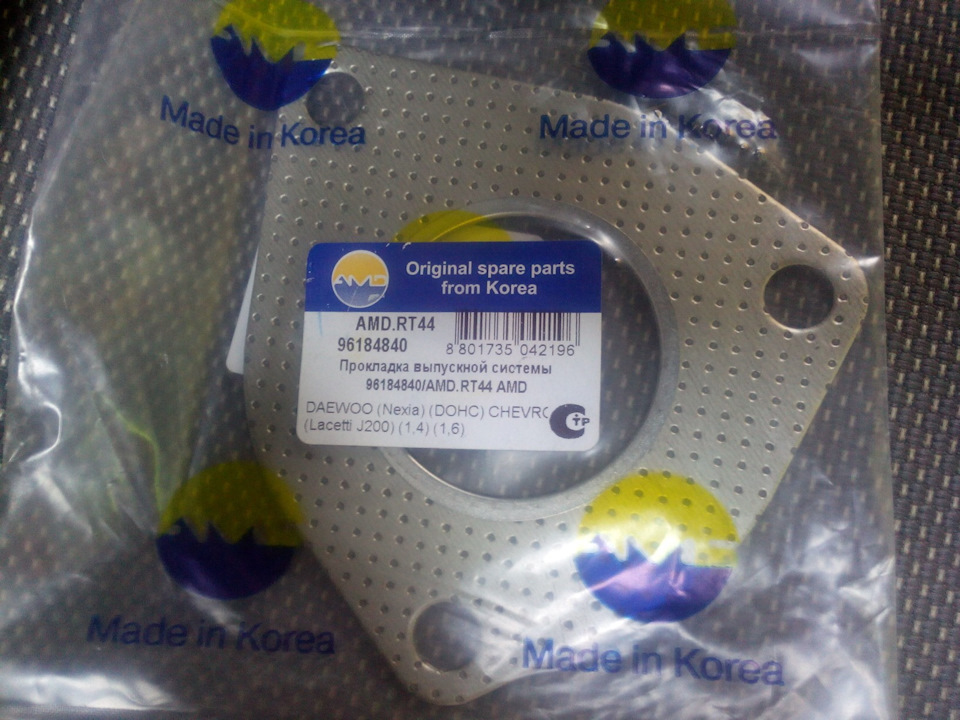 Made in Korea
Made in Korea
AMD
Original spare parts
from Korea
AMD.RT44
96184840
8 801735 042196
Прокладка выпускной системы
96184840/AMD.RT44 AMD
DAEWOO (Nexia) (DOHC) CHEVRO
(Lacetti J200) (1,4) (1,6)
СТР
Made in Korea
Made in Korea